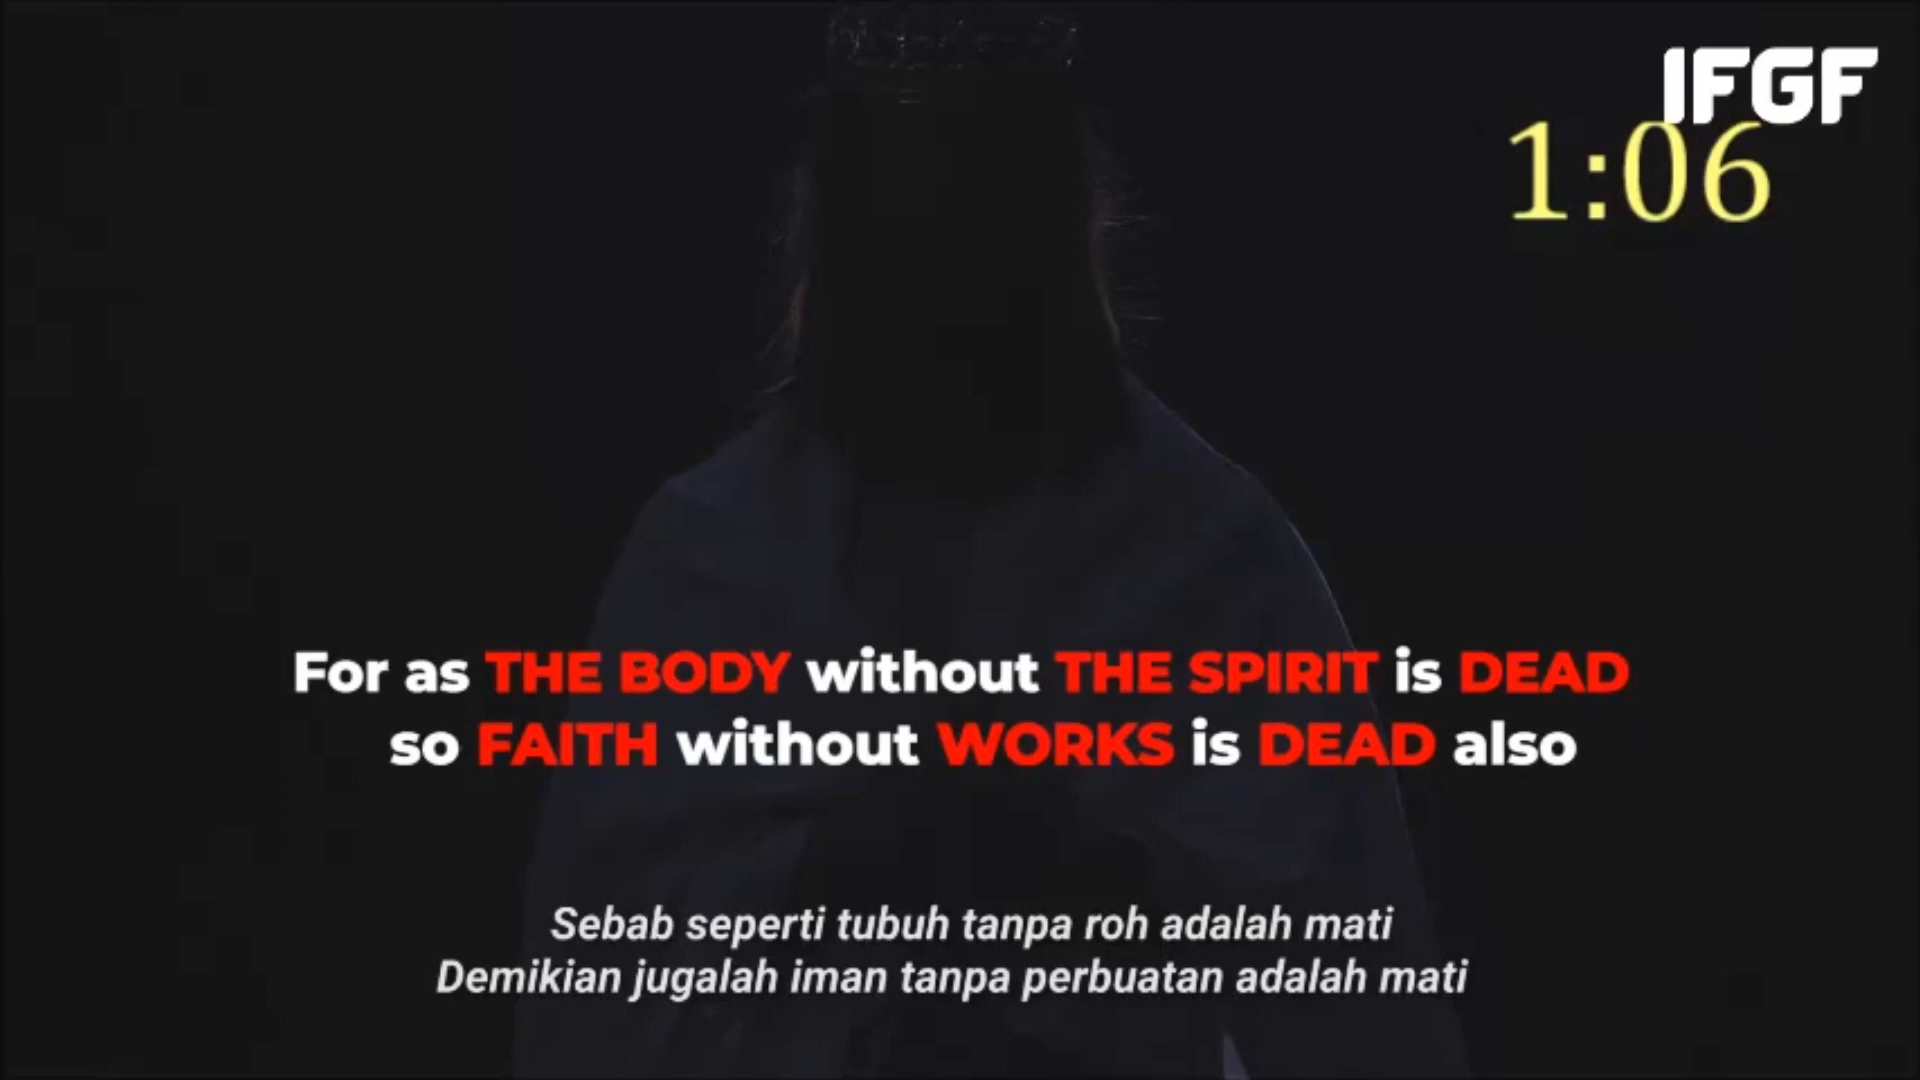 IFGF
1:06
For as THE BODY without THE SPIRIT is DEAD
so FAITH without WORKS is DEAD also
Sebab seperti tubuh tanpa roh adalah mati
Demikian jugalah iman tanpa perbuatan adalah mati